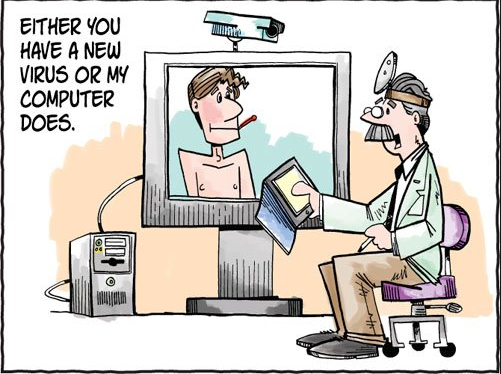 EITHER YOU
HAVE A NEW
VIRUS OR MY
COMPUTER
DOES.